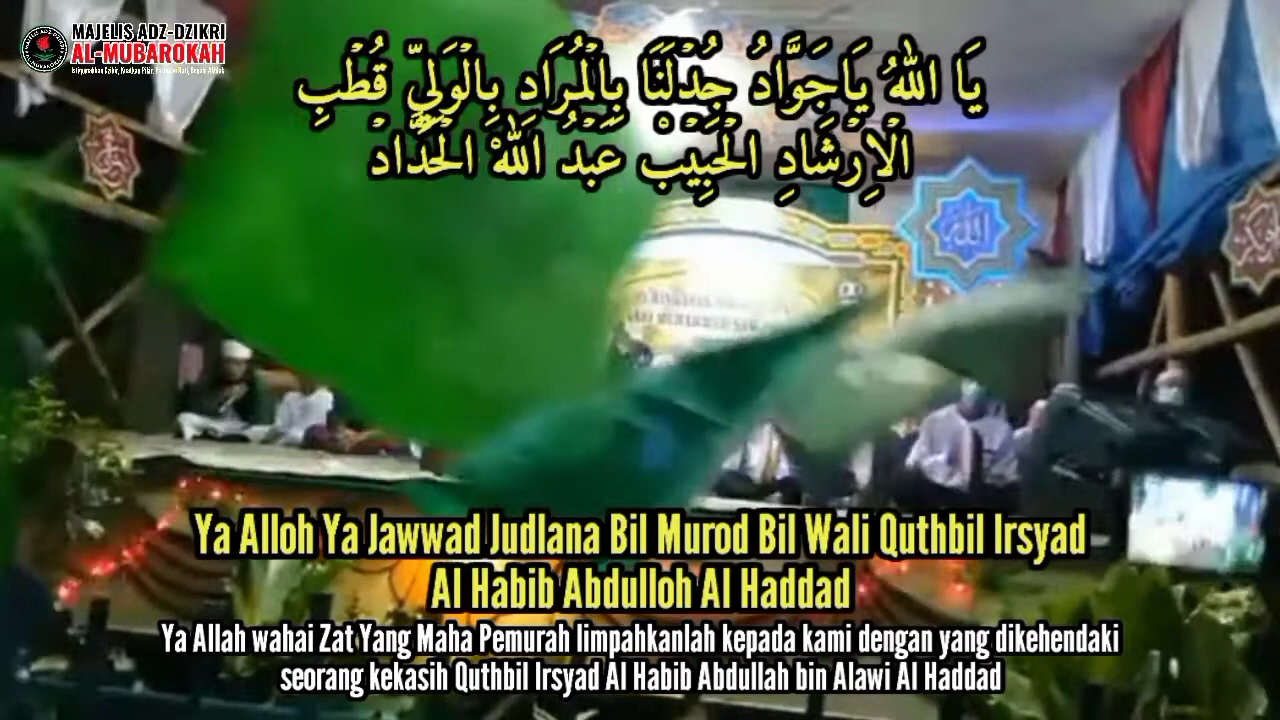 MAJELIS ADZ-DZIKRI
AL-MUBAROKAH
يَا اللهُ يَاجَوَّادُ جُدْلَنَا بِالْمُرَادِ بِالْوَلِيِّ قُطْبِ
الْاِرْشَادِ الْحَبِيْبْ عَبْدُ اللهْ الْحَدَّادْ
الله
Ya Alloh Ya Jawwad Judlana Bil Murod Bil Wali Quthbil Irsyad
Al Habib Abdulloh Al Haddad
Ya Allah wahai Zat Yang Maha Pemurah limpahkanlah kepada kami dengan yang dikehendaki
seorang kekasih Quthbil Irsyad Al Habib Abdullah bin Alawi Al Haddad